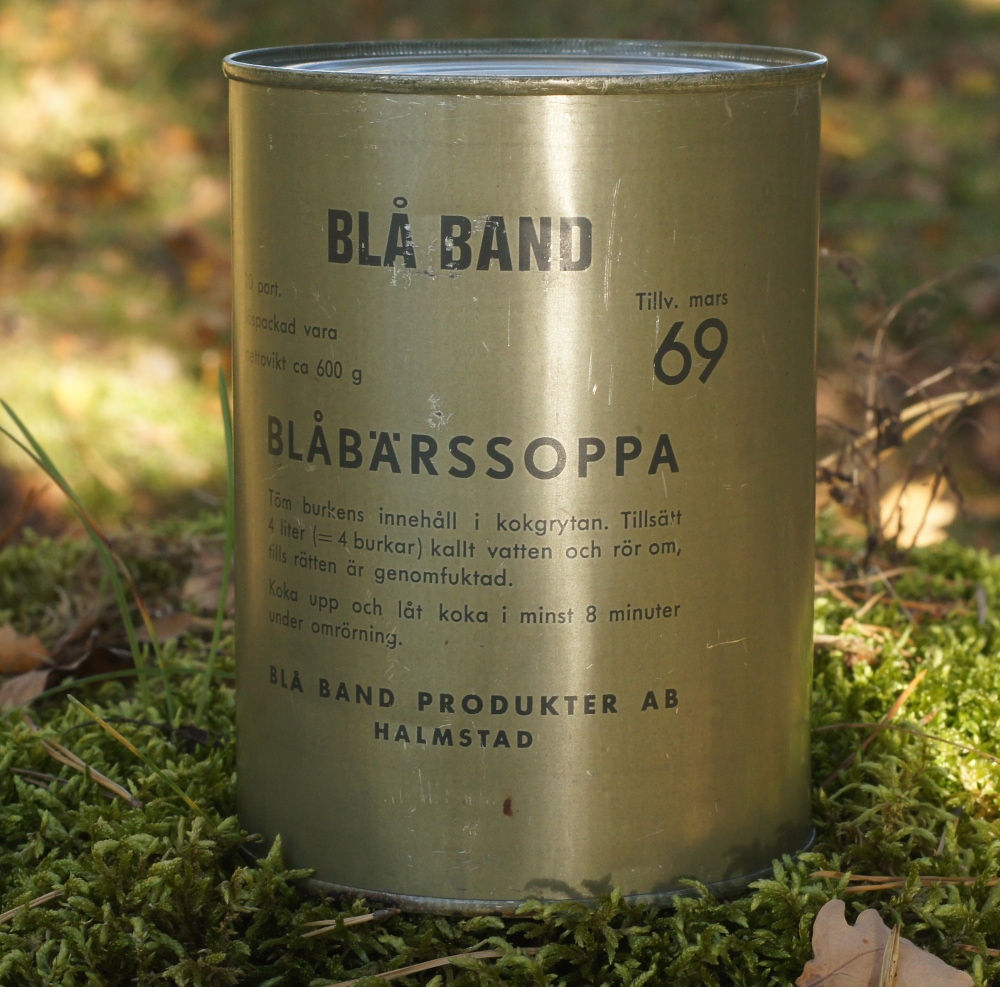 BLÅ BAND
port.
Tillv. mars
69
vara
ca 600 g
BLÅBÄRSSOPPA
Töm burkens innehåll i kokgrytan. Tillsätt
4 liter (= 4 burkar) kallt vatten och rör om,
tills rätten är genomfuktad.
Koka upp och låt koka i minst 8 minuter
under omrörning.
BLÅ BAND PRODUKTER AB
HALMSTAD